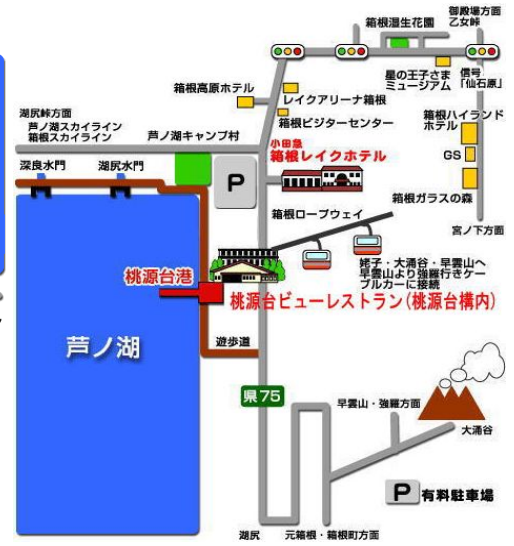 御殿場方面
乙女峠
箱根湿生花園
星の王子さま
ミュージアム
信号
「仙石原」
箱根高原ホテル
レイクアリーナ箱根
箱根ビジターセンター
箱根ハイランド
ホテル
GS
箱根ガラスの森
宮ノ下方面
湖尻峠方面
芦ノ湖スカイライン
箱根スカイライン
芦ノ湖キャンプ村
小田急
箱根レイクホテル
深良水門
湖尻水門
P
箱根ロープウェイ
姥子・大涌谷・早雲山へ
早雲山より強羅行きケー
ブルカーに接続
桃源台港
桃源台ビューレストラン(桃源台構内)
芦ノ湖
遊歩道
県75
早雲山・強羅方面
大涌谷
P 有料駐車場
湖尻
元箱根・箱根町方面